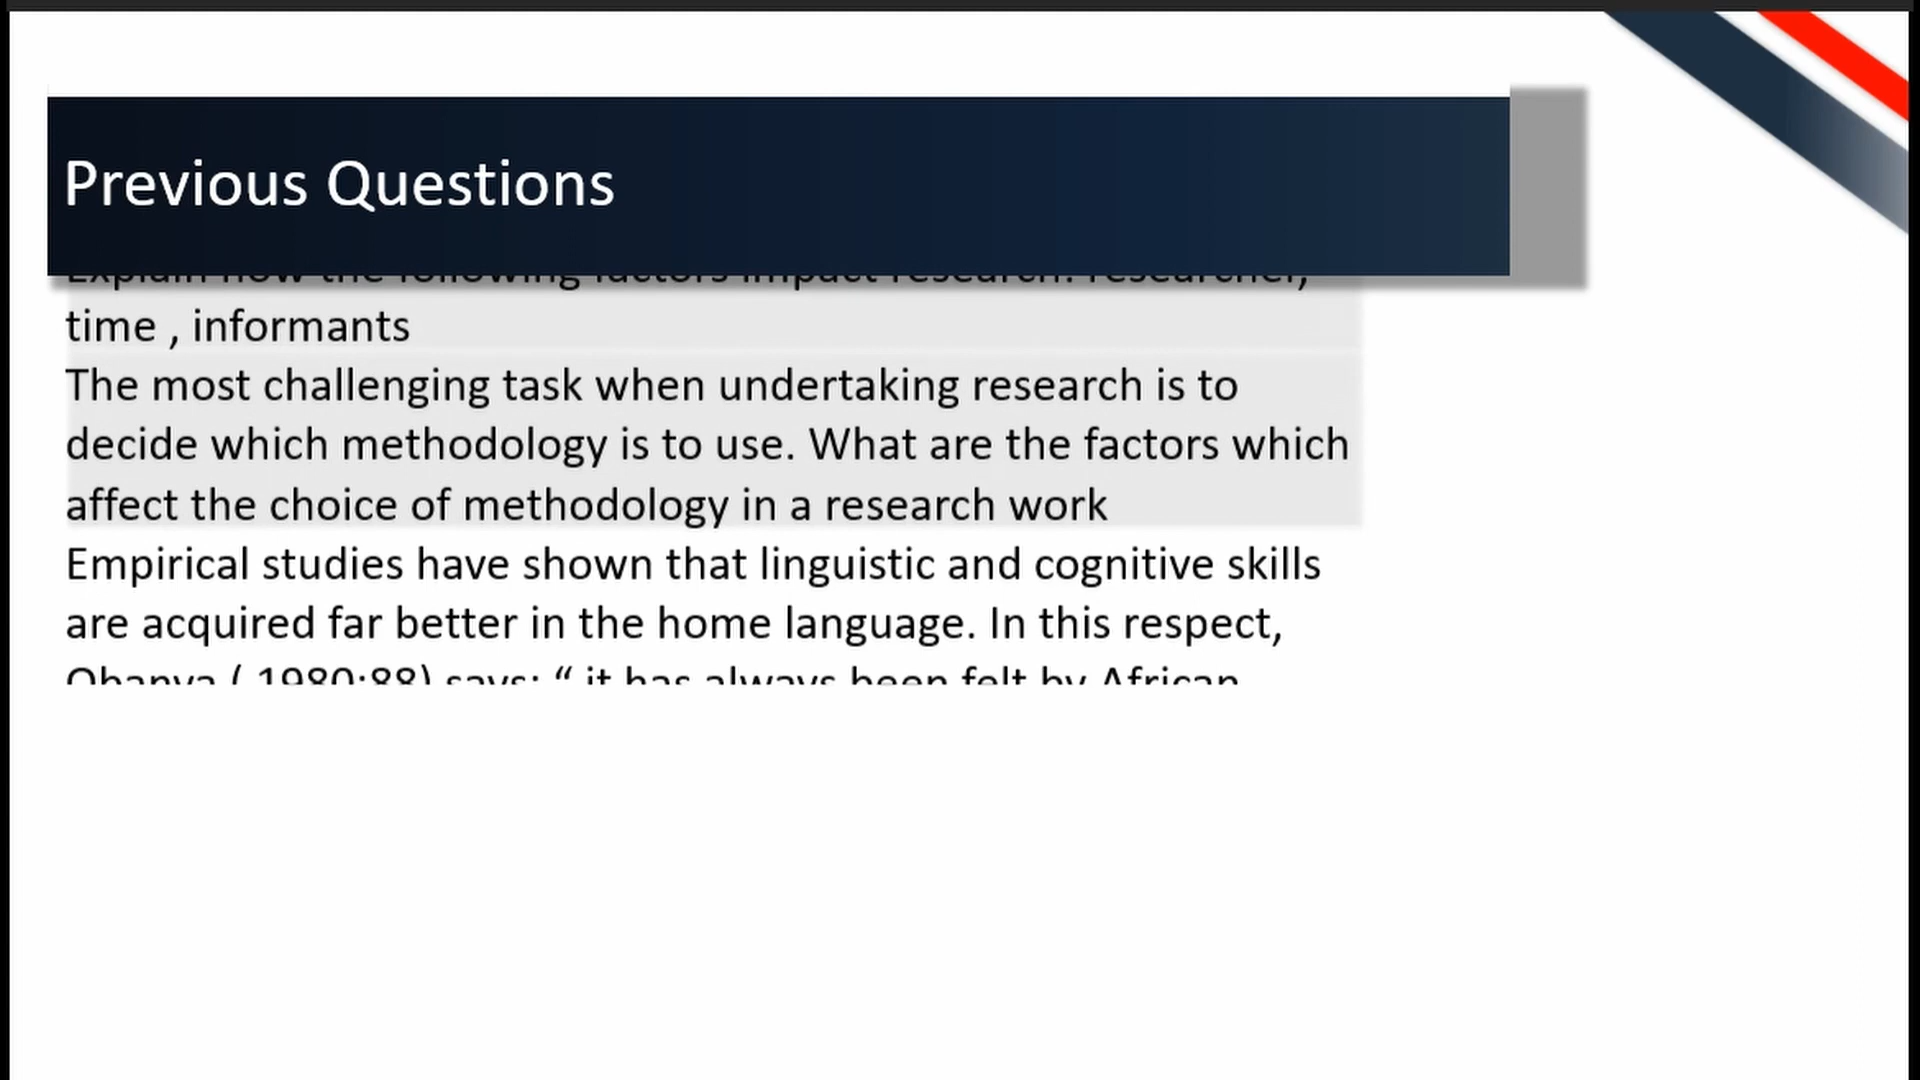 Previous Questions
Explain how the following factors impact research: researcher,
time , informants
The most challenging task when undertaking research is to
decide which methodology is to use. What are the factors which
affect the choice of methodology in a research work
Empirical studies have shown that linguistic and cognitive skills
are acquired far better in the home language. In this respect,
Obanya ( 1980:88) says: “ it has always been felt by African